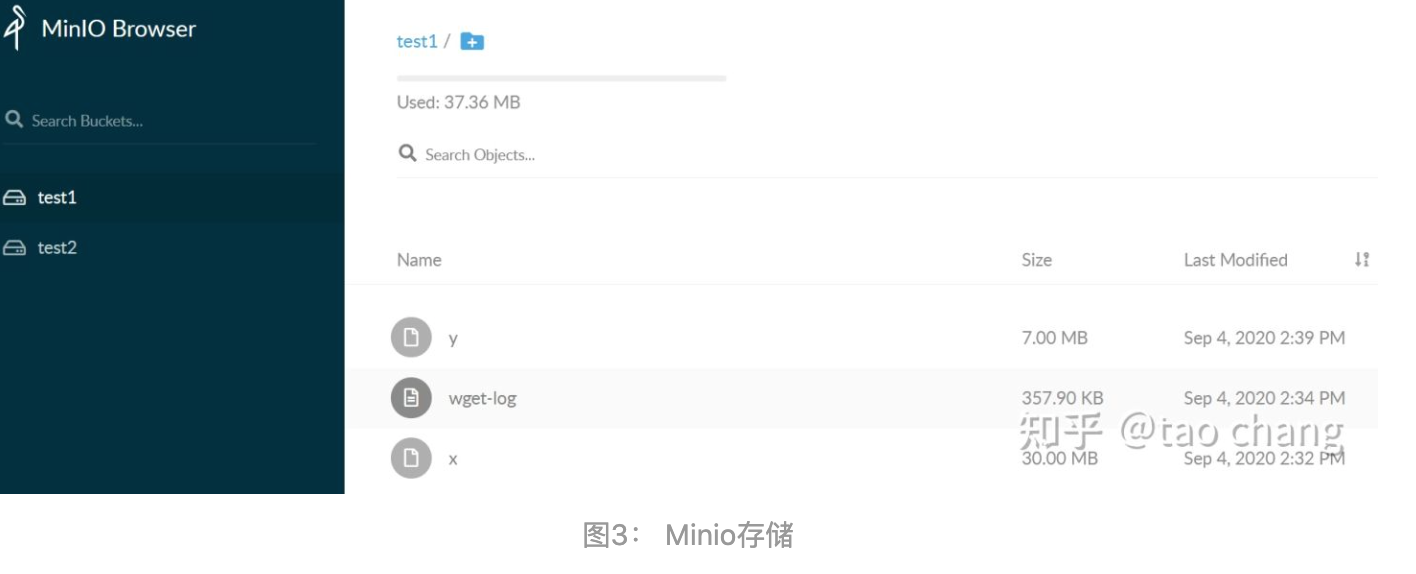 MinIO Browser
Search Buckets...
test1
test2
test1 /
Used: 37.36 MB
Search Objects...
Name Size Last Modified
y 7.00 MB Sep 4, 2020 2:39 PM
wget-log 357.90 KB Sep 4, 2020 2:34 PM
知乎 @tao chang
x 30.00 MB Sep 4, 2020 2:32 PM
图3： Minio存储